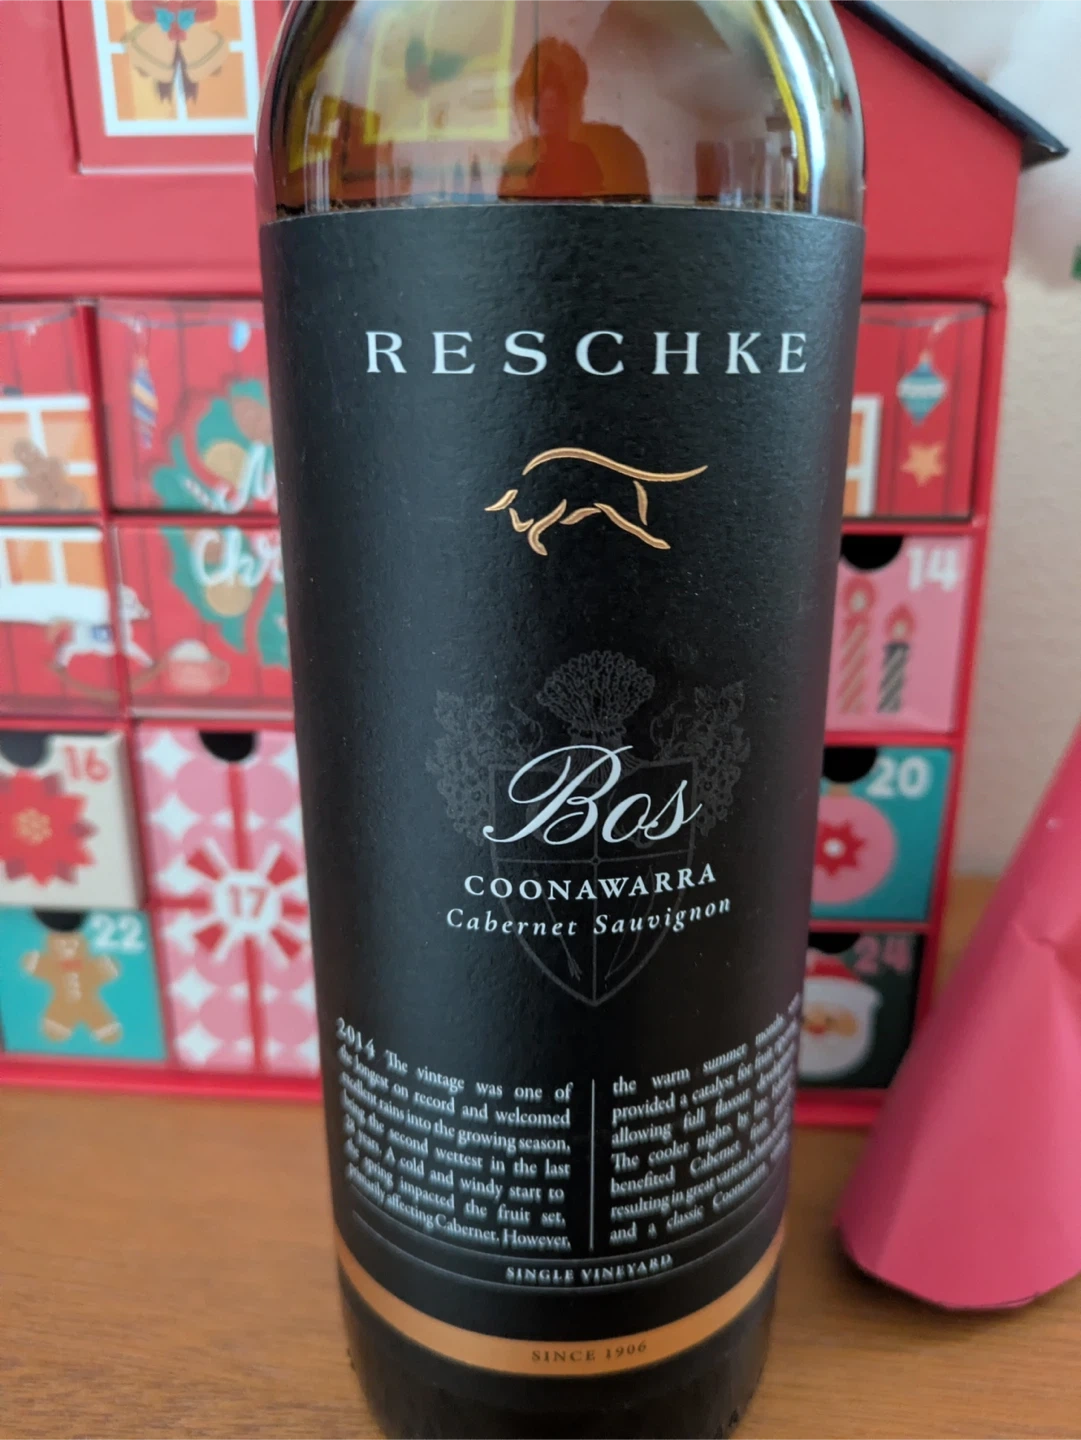 RESCHKE
Bos
COONAWARRA
Cabernet Sauvignon
2014 The vintage was one of
the longest on record and welcomed
excellent rains into the growing season,
being the second wettest in the last
years. A cold and windy start to
the spring impacted the fruit set,
primarily affecting Cabernet. However,
the warm summer months
provided a catalyst for fruit
allowing full flavour
The cooler nights by
benefited Cabernet fruit
resulting in great varietal
and a classic Coonawarra
SINGLE VINEYARD
SINCE 1906
14
16
20
17
22
24